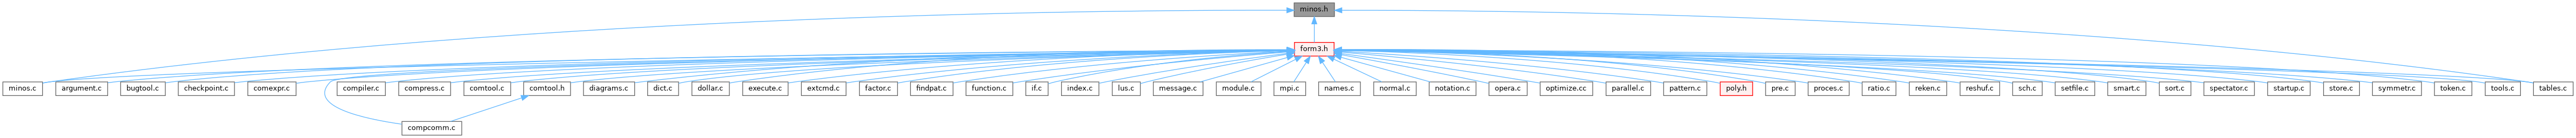 minos.h
form3.h
minos.c
argument.c
bugtool.c
checkpoint.c
comexpr.c
compiler.c
compress.c
comtool.c
comtool.h
diagrams.c
dict.c
dollar.c
execute.c
extcmd.c
factor.c
findpat.c
function.c
if.c
index.c
lus.c
message.c
module.c
mpi.c
names.c
normal.c
notation.c
opera.c
optimize.cc
parallel.c
pattern.c
poly.h
pre.c
proces.c
ratio.c
reken.c
reshuf.c
sch.c
setfile.c
smart.c
sort.c
spectator.c
startup.c
store.c
symmetr.c
token.c
tools.c
tables.c
compcomm.c